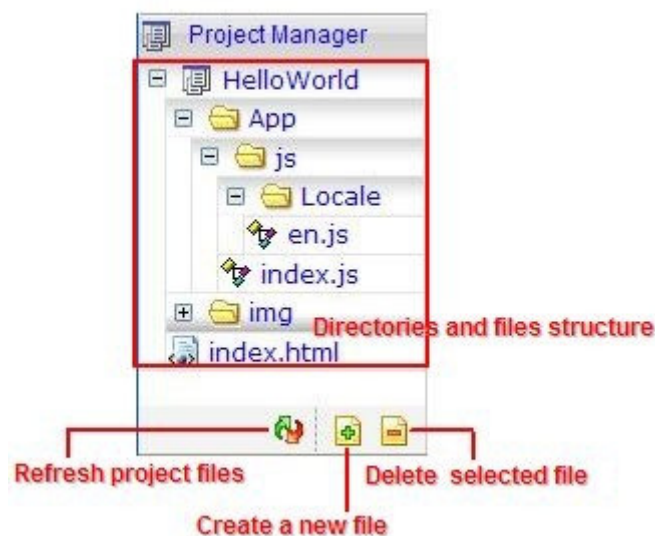 Project Manager
HelloWorld
App
js
Locale
en.js
index.js
img
Directories and files structure
index.html
Refresh project files
Delete selected file
Create a new file